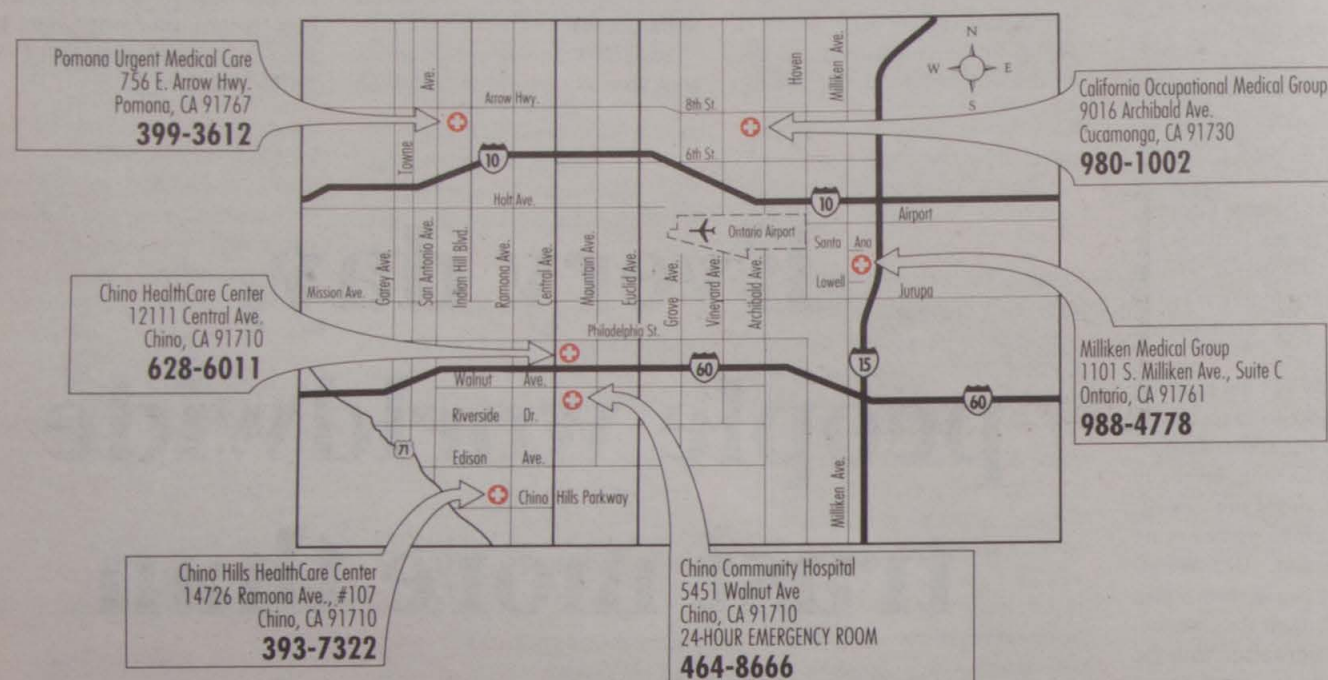 Pomona Urgent Medical Care
756 E. Arrow Hwy.
Pomona, CA 91767
399-3612
Chino HealthCare Center
12111 Central Ave.
Chino, CA 91710
628-6011
Chino Hills HealthCare Center
14726 Ramona Ave., #107
Chino, CA 91710
393-7322
Chino Community Hospital
5451 Walnut Ave
Chino, CA 91710
24-HOUR EMERGENCY ROOM
464-8666
California Occupational Medical Group
9016 Archibald Ave.
Cucamonga, CA 91730
980-1002
Milliken Medical Group
1101 S. Milliken Ave., Suite C
Ontario, CA 91761
988-4778
N
W E
S
Towne Ave.
Haven
Milliken Ave.
Arrow Hwy.
8th St.
6th St.
10
Holt Ave.
10
Airport
Ontario Airport
Santa Ana
Lowell
Jurupa
Mission Ave.
Garey Ave.
San Antonio Ave.
Indian Hill Blvd.
Ramona Ave.
Central Ave.
Mountain Ave.
Euclid Ave.
Grove Ave.
Vineyard Ave.
Archibald Ave.
Philadelphia St.
60
15
60
Walnut Ave.
Riverside Dr.
71
Edison Ave.
Chino Hills Parkway
Milliken Ave.